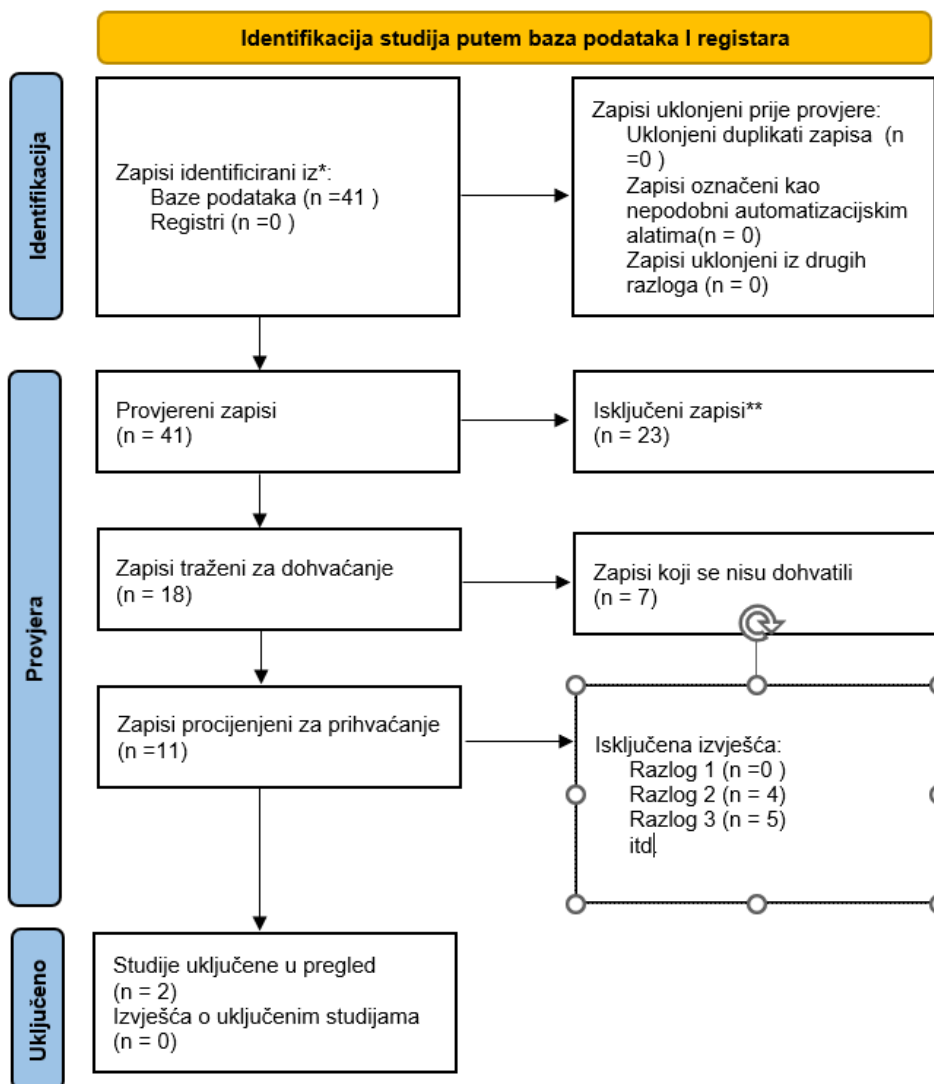 Identifikacija studija putem baza podataka I registara
Identifikacija
Zapisi identificirani iz*:
Baze podataka (n =41 )
Registri (n =0 )
Zapisi uklonjeni prije provjere:
Uklonjeni duplikati zapisa (n
=0 )
Zapisi označeni kao
nepodobni automatizacijskim
alatima(n = 0)
Zapisi uklonjeni iz drugih
razloga (n = 0)
Provjera
Provjereni zapisi
(n = 41)
Isključeni zapisi**
(n = 23)
Zapisi traženi za dohvaćanje
(n = 18)
Zapisi koji se nisu dohvatili
(n = 7)
Zapisi procijenjeni za prihvaćanje
(n =11)
Isključena izvješća:
Razlog 1 (n =0 )
Razlog 2 (n = 4)
Razlog 3 (n = 5)
itd.
Uključeno
Studije uključene u pregled
(n = 2)
Izvješća o uključenim studijama
(n = 0)